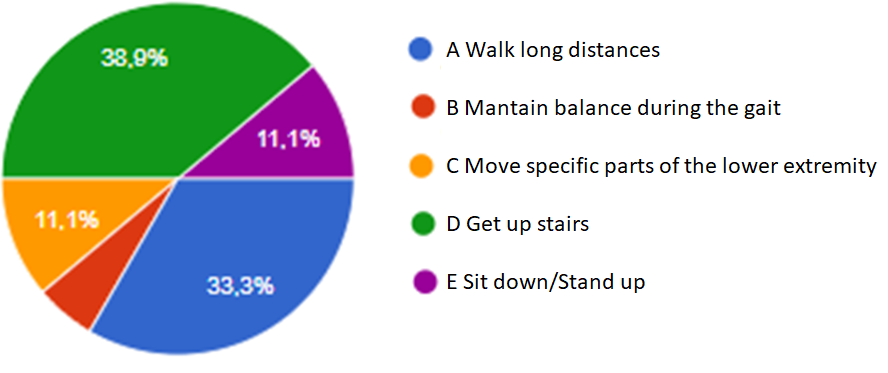 38,9%
11,1%
11,1%
33,3%
A Walk long distances
B Mantain balance during the gait
C Move specific parts of the lower extremity
D Get up stairs
E Sit down/Stand up